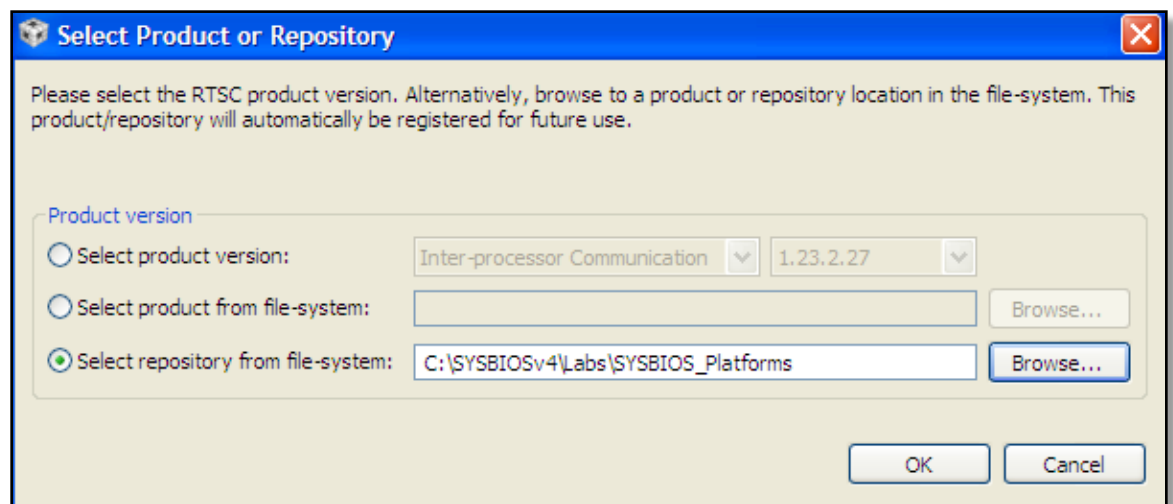 Select Product or Repository
Please select the RTSC product version. Alternatively, browse to a product or repository location in the file-system. This
product/repository will automatically be registered for future use.
Product version
Select product version: Inter-processor Communication 1.23.2.27
Select product from file-system: Browse...
Select repository from file-system: C:\SYSBIOSv4\Labs\SYSBIOS_Platforms Browse...
OK Cancel